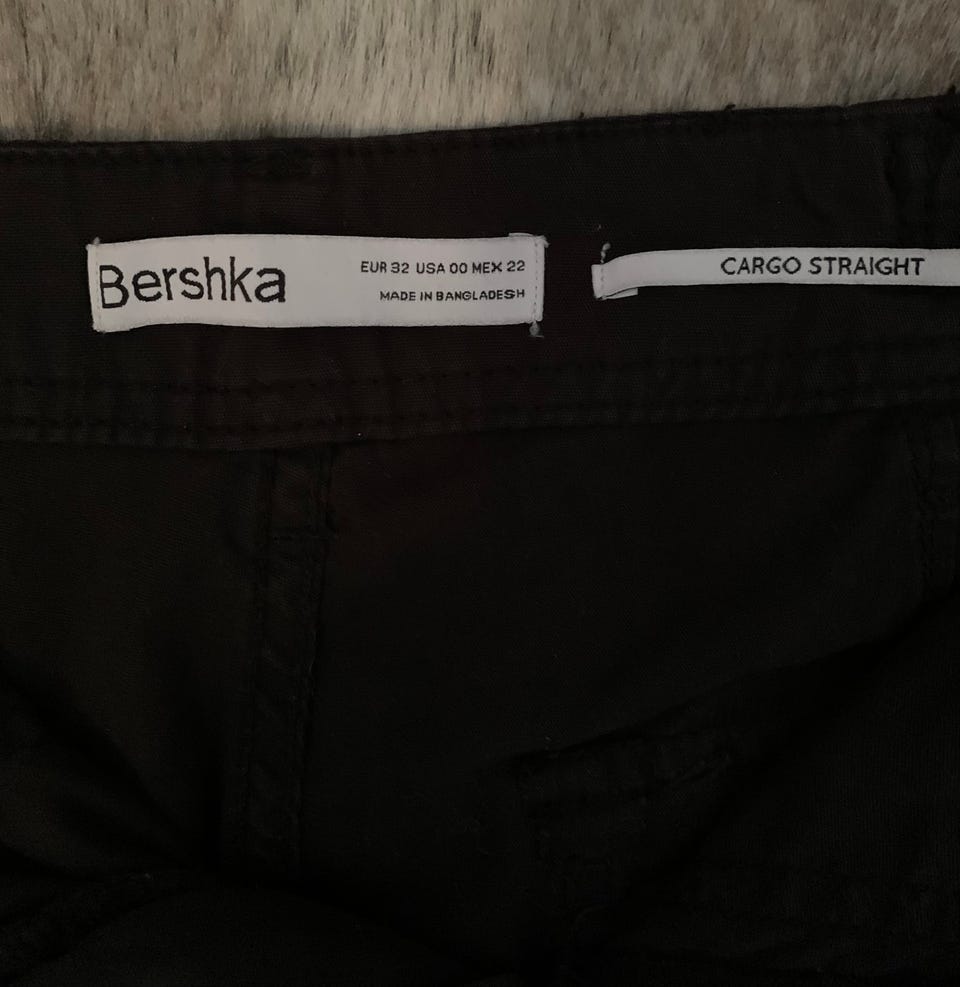 Bershka
EUR 32 USA 00 MEX 22
MADE IN BANGLADESH
CARGO STRAIGHT